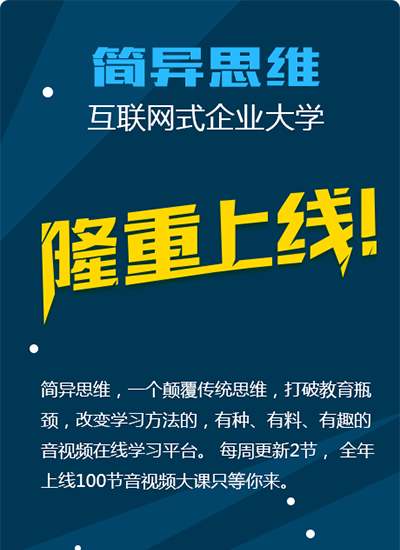 简异思维
互联网式企业大学
隆重上线!
简异思维，一个颠覆传统思维，打破教育瓶
颈，改变学习方法的，有种、有料、有趣的
音视频在线学习平台。 每周更新2节， 全年
上线100节音视频大课只等你来。